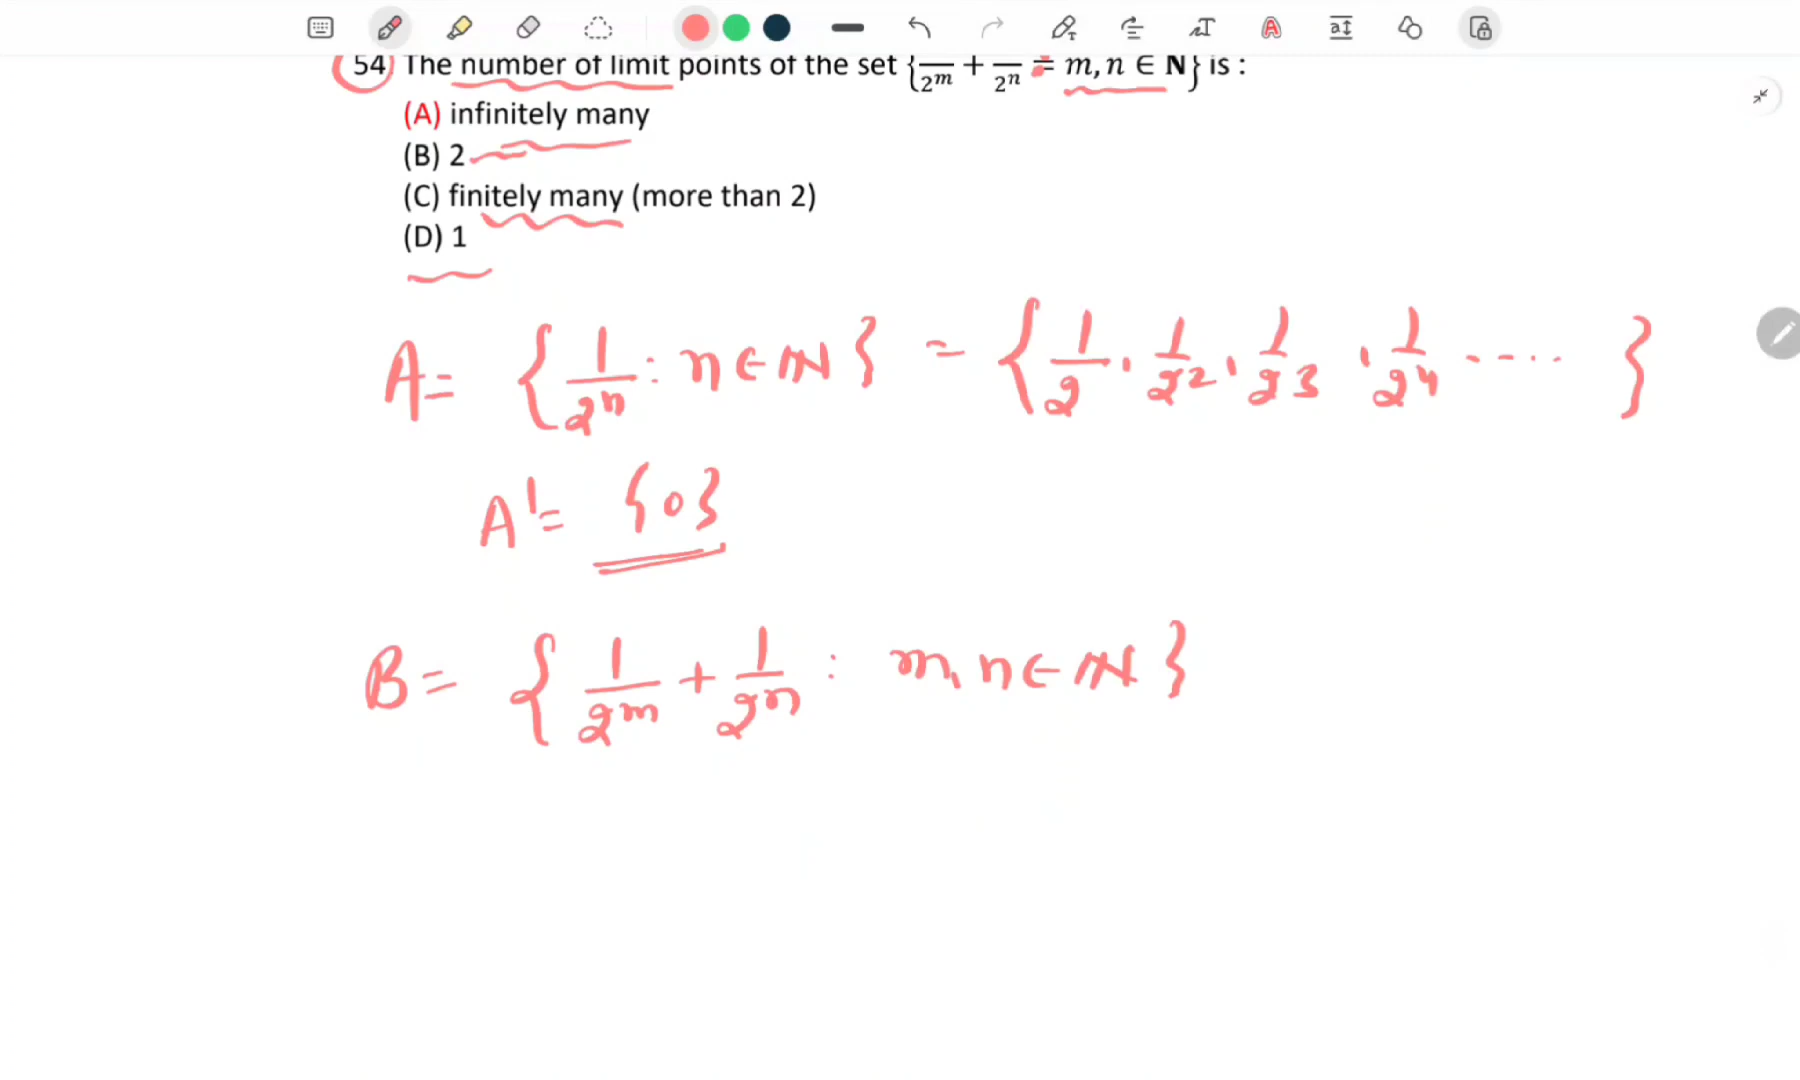 54) The number of limit points of the set { /2^m + /2^n = m, n ∈ N} is :
(A) infinitely many
(B) 2
(C) finitely many (more than 2)
(D) 1
A = { 1/2^n : n ∈ N } = { 1/2 , 1/2^2 , 1/2^3 , 1/2^4 ..... }
A' = {0}
B = { 1/2^m + 1/2^n : m, n ∈ N }